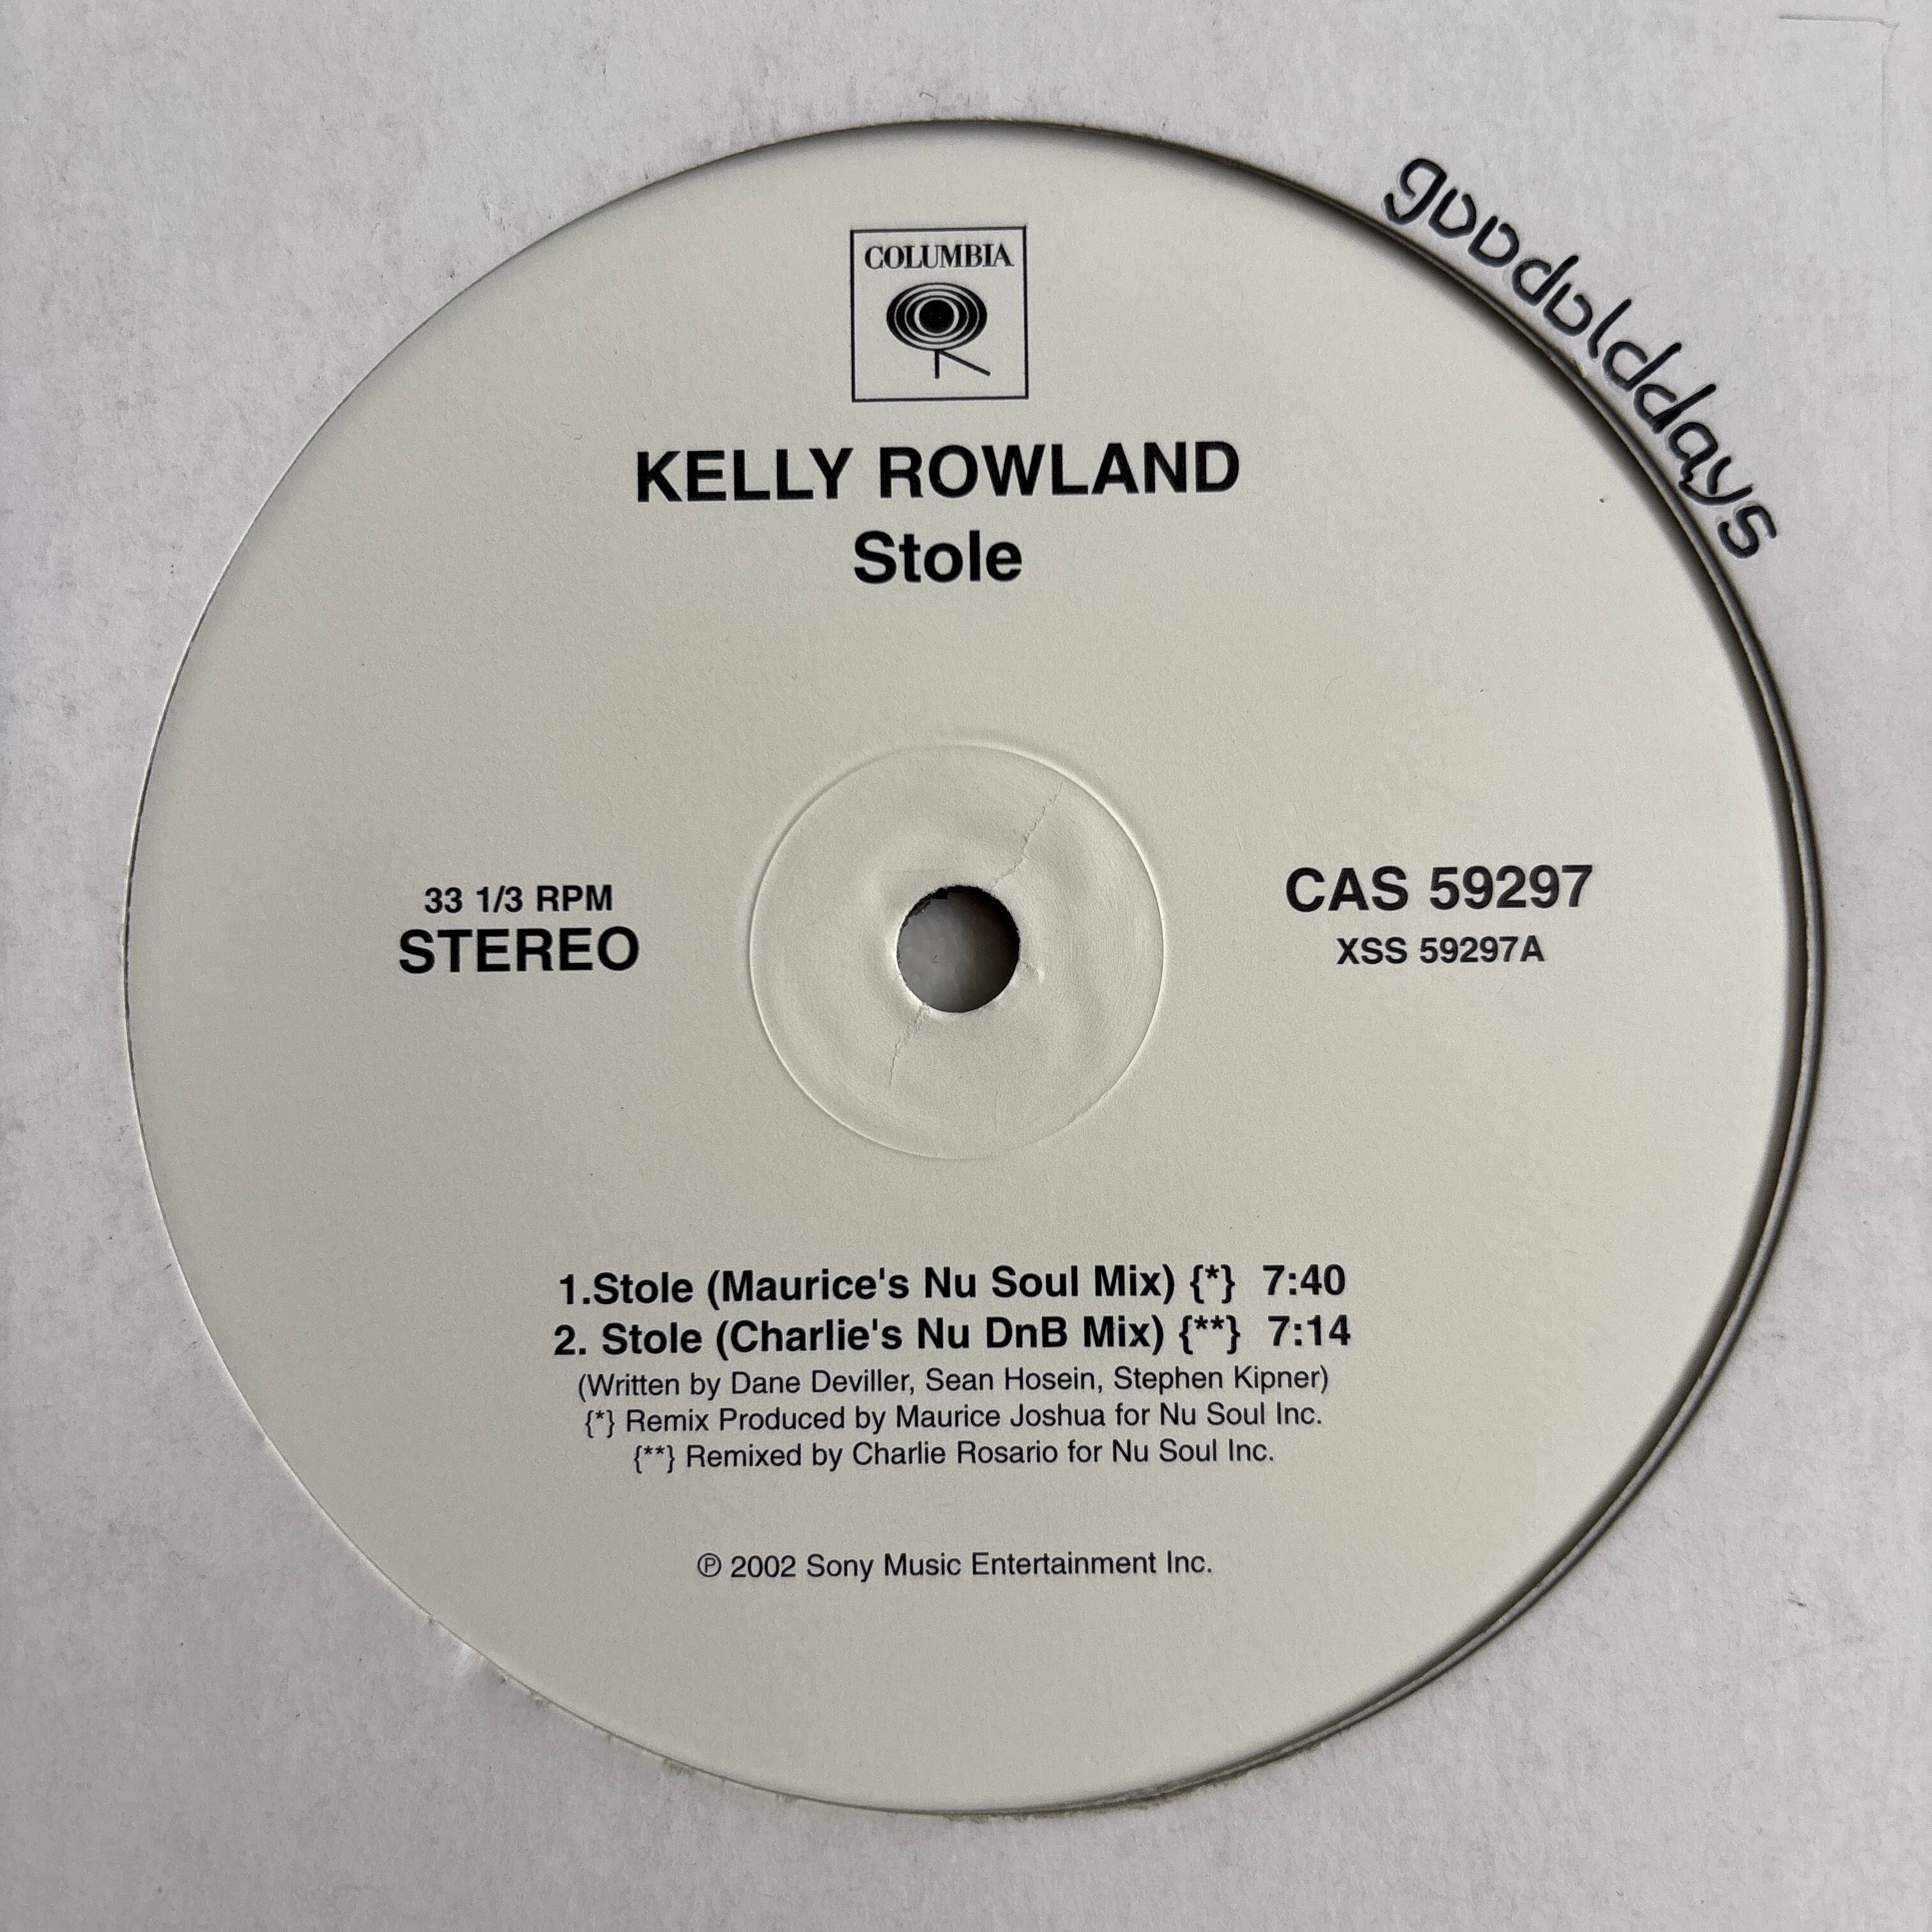 COLUMBIA
goodolddays
KELLY ROWLAND
Stole
33 1/3 RPM
STEREO
CAS 59297
XSS 59297A
1.Stole (Maurice's Nu Soul Mix) {*} 7:40
2. Stole (Charlie's Nu DnB Mix) {**} 7:14
(Written by Dane Deviller, Sean Hosein, Stephen Kipner)
{*} Remix Produced by Maurice Joshua for Nu Soul Inc.
{**} Remixed by Charlie Rosario for Nu Soul Inc.
℗ 2002 Sony Music Entertainment Inc.